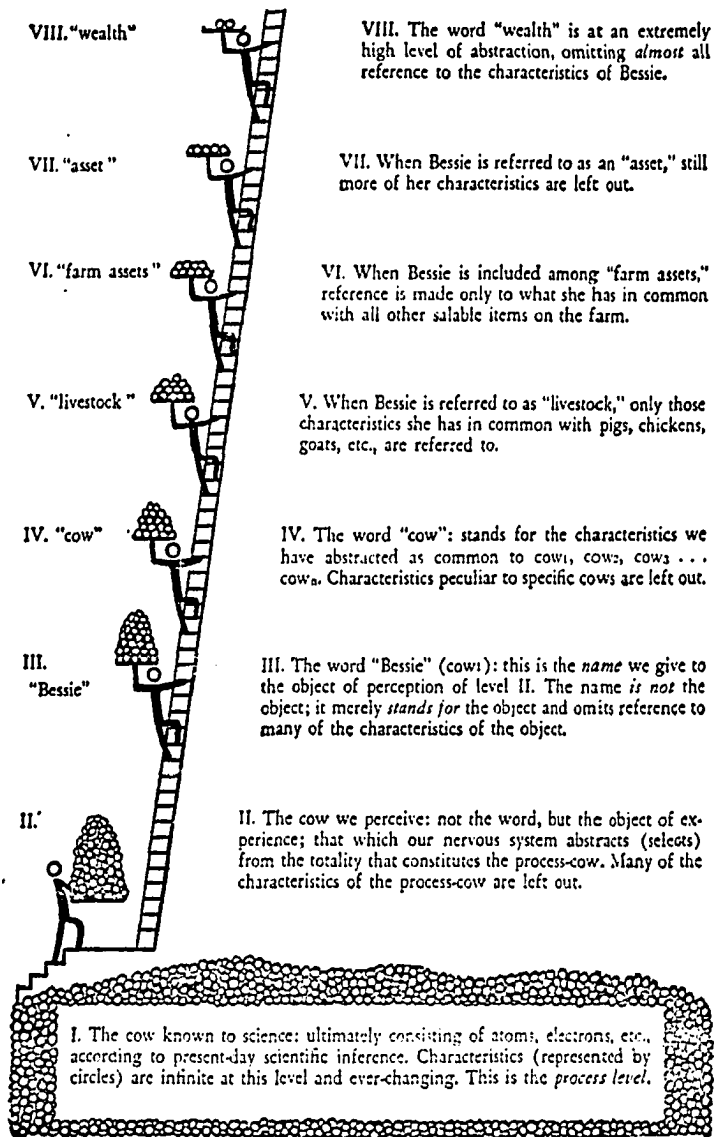 VIII. "wealth"
VIII. The word "wealth" is at an extremely
high level of abstraction, omitting almost all
reference to the characteristics of Bessie.
VII. "asset"
VII. When Bessie is referred to as an "asset," still
more of her characteristics are left out.
VI. "farm assets"
VI. When Bessie is included among "farm assets,"
reference is made only to what she has in common
with all other salable items on the farm.
V. "livestock"
V. When Bessie is referred to as "livestock," only those
characteristics she has in common with pigs, chickens,
goats, etc., are referred to.
IV. "cow"
IV. The word "cow": stands for the characteristics we
have abstracted as common to cow₁, cow₂, cow₃ . . .
cowₙ. Characteristics peculiar to specific cows are left out.
III.
"Bessie"
III. The word "Bessie" (cow₁): this is the name we give to
the object of perception of level II. The name is not the
object; it merely stands for the object and omits reference to
many of the characteristics of the object.
II.
II. The cow we perceive: not the word, but the object of ex-
perience; that which our nervous system abstracts (selects)
from the totality that constitutes the process-cow. Many of the
characteristics of the process-cow are left out.
I. The cow known to science: ultimately consisting of atoms, electrons, etc.,
according to present-day scientific inference. Characteristics (represented by
circles) are infinite at this level and ever-changing. This is the process level.